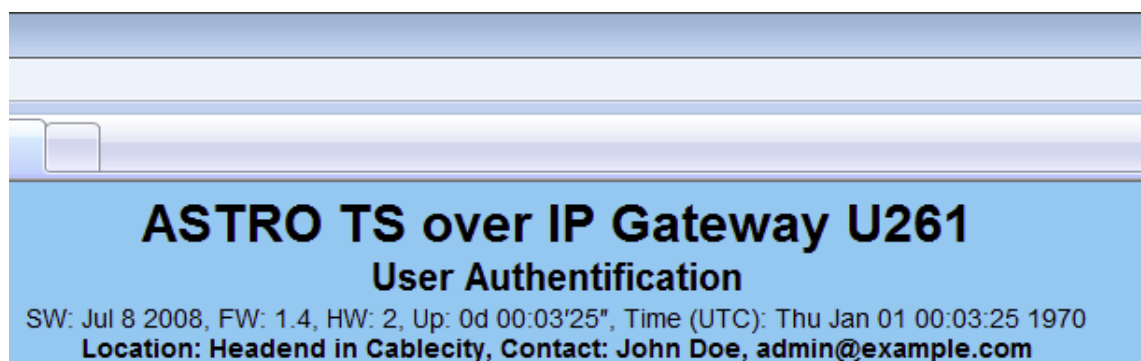 ASTRO TS over IP Gateway U261
User Authentification
SW: Jul 8 2008, FW: 1.4, HW: 2, Up: 0d 00:03'25", Time (UTC): Thu Jan 01 00:03:25 1970
Location: Headend in Cablecity, Contact: John Doe, admin@example.com